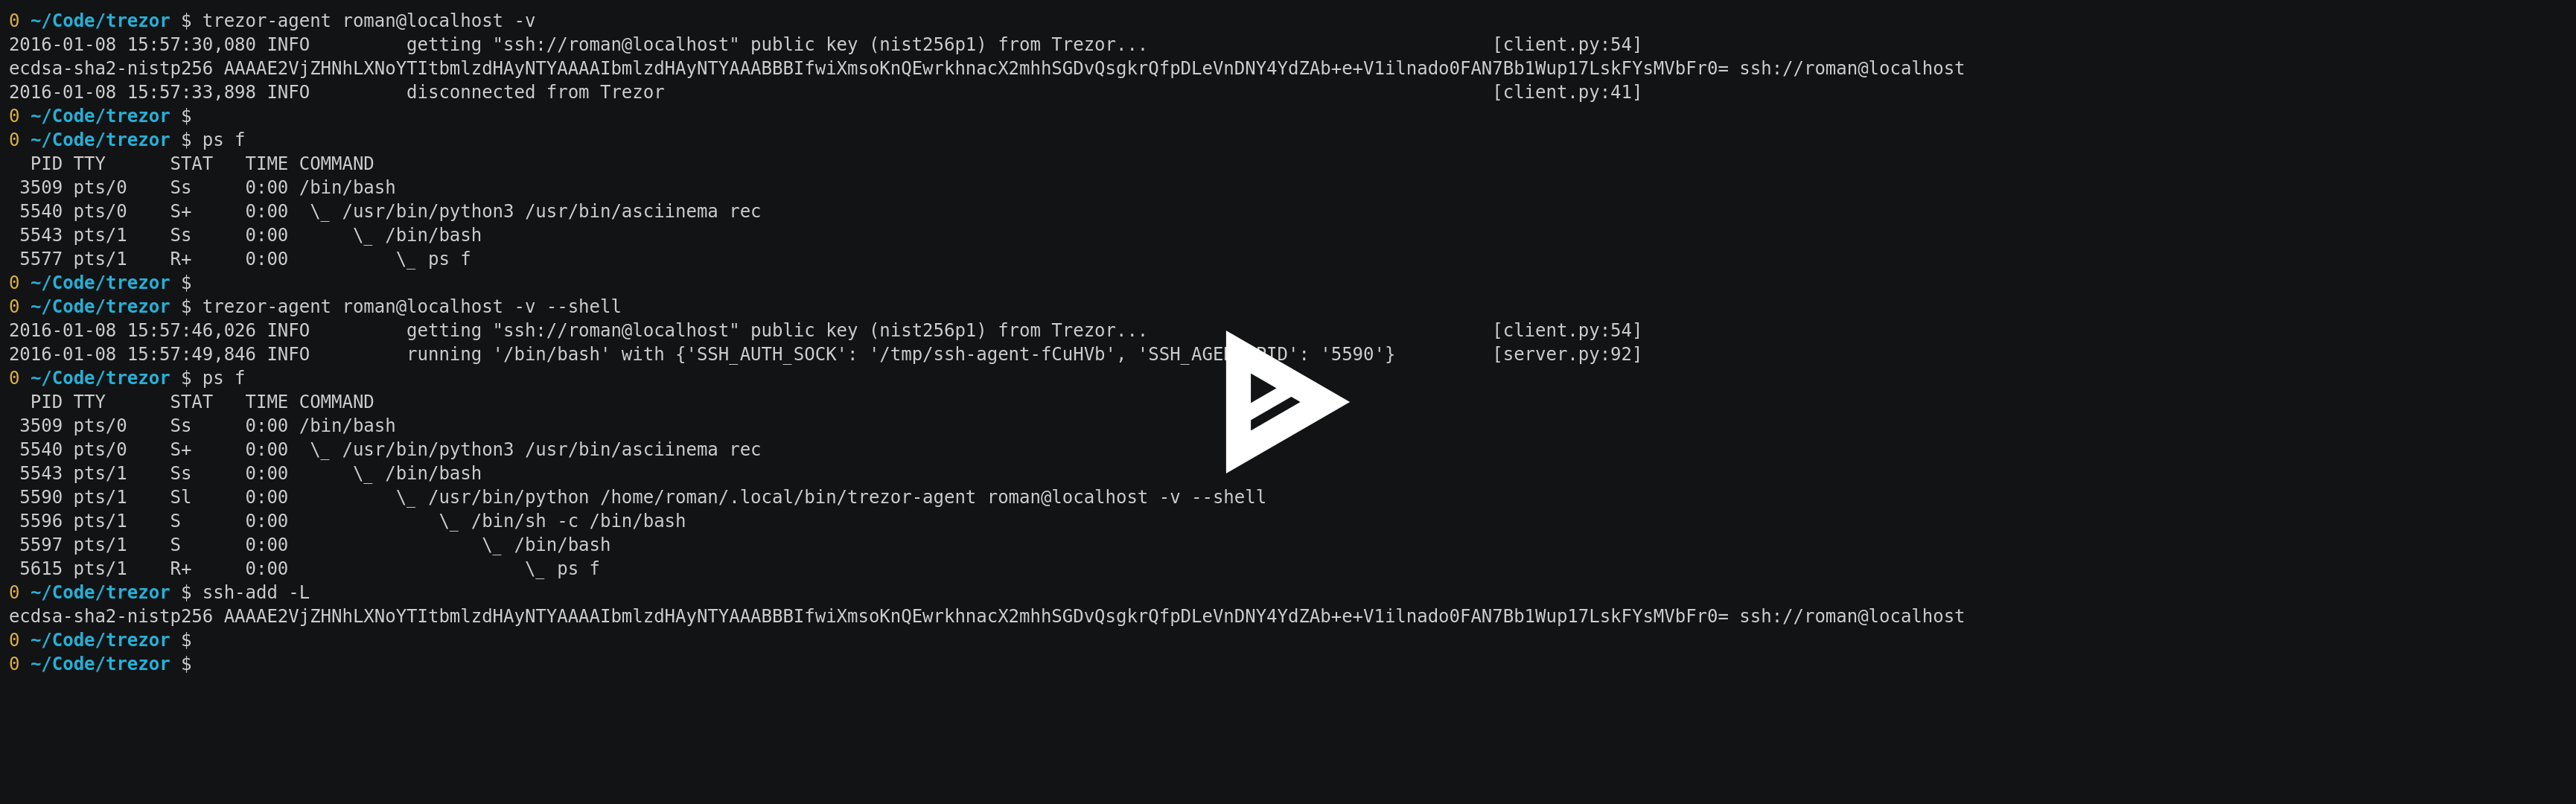 0 ~/Code/trezor $ trezor-agent roman@localhost -v
2016-01-08 15:57:30,080 INFO         getting "ssh://roman@localhost" public key (nist256p1) from Trezor...                                [client.py:54]
ecdsa-sha2-nistp256 AAAAE2VjZHNhLXNoYTItbmlzdHAyNTYAAAAIbmlzdHAyNTYAAABBBIfwiXmsoKnQEwrkhnacX2mhhSGDvQsgkrQfpDLeVnDNY4YdZAb+e+V1ilnado0FAN7Bb1Wup17LskFYsMVbFr0= ssh://roman@localhost
2016-01-08 15:57:33,898 INFO         disconnected from Trezor                                                                             [client.py:41]
0 ~/Code/trezor $
0 ~/Code/trezor $ ps f
  PID TTY      STAT   TIME COMMAND
 3509 pts/0    Ss     0:00 /bin/bash
 5540 pts/0    S+     0:00  \_ /usr/bin/python3 /usr/bin/asciinema rec
 5543 pts/1    Ss     0:00      \_ /bin/bash
 5577 pts/1    R+     0:00          \_ ps f
0 ~/Code/trezor $
0 ~/Code/trezor $ trezor-agent roman@localhost -v --shell
2016-01-08 15:57:46,026 INFO         getting "ssh://roman@localhost" public key (nist256p1) from Trezor...                                [client.py:54]
2016-01-08 15:57:49,846 INFO         running '/bin/bash' with {'SSH_AUTH_SOCK': '/tmp/ssh-agent-fCuHVb', 'SSH_AGENT_PID': '5590'}         [server.py:92]
0 ~/Code/trezor $ ps f
  PID TTY      STAT   TIME COMMAND
 3509 pts/0    Ss     0:00 /bin/bash
 5540 pts/0    S+     0:00  \_ /usr/bin/python3 /usr/bin/asciinema rec
 5543 pts/1    Ss     0:00      \_ /bin/bash
 5590 pts/1    Sl     0:00          \_ /usr/bin/python /home/roman/.local/bin/trezor-agent roman@localhost -v --shell
 5596 pts/1    S      0:00              \_ /bin/sh -c /bin/bash
 5597 pts/1    S      0:00                  \_ /bin/bash
 5615 pts/1    R+     0:00                      \_ ps f
0 ~/Code/trezor $ ssh-add -L
ecdsa-sha2-nistp256 AAAAE2VjZHNhLXNoYTItbmlzdHAyNTYAAAAIbmlzdHAyNTYAAABBBIfwiXmsoKnQEwrkhnacX2mhhSGDvQsgkrQfpDLeVnDNY4YdZAb+e+V1ilnado0FAN7Bb1Wup17LskFYsMVbFr0= ssh://roman@localhost
0 ~/Code/trezor $
0 ~/Code/trezor $